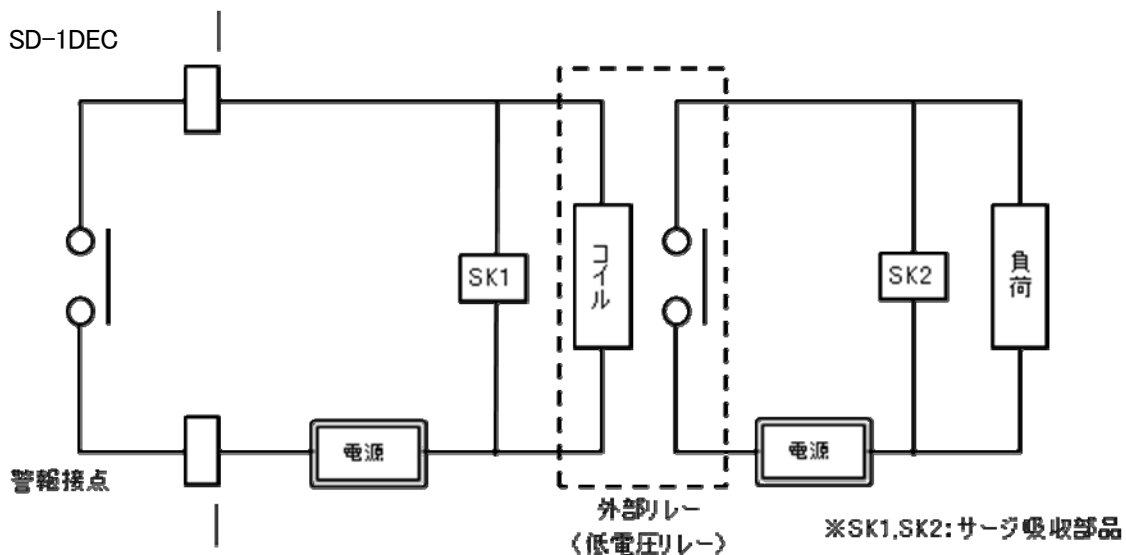 SD-1DEC
SK1
コイル
SK2
負荷
電源
電源
警報接点
外部リレー
（低電圧リレー）
※SK1,SK2:サージ吸収部品